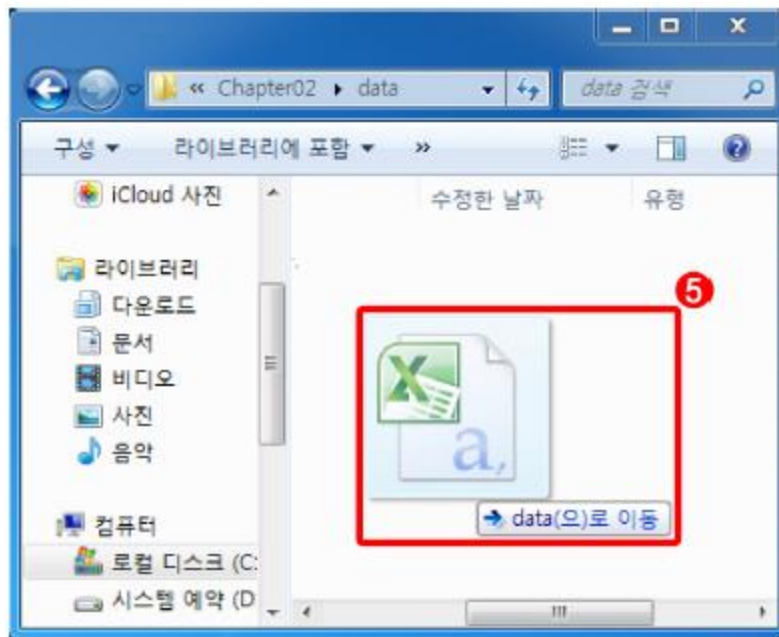 « Chapter02 ▸ data
data 검색
구성 ▼ 라이브러리에 포함 ▼ »
iCloud 사진
수정한 날짜 유형
라이브러리
다운로드
문서
비디오
사진
음악
컴퓨터
로컬 디스크 (C:
시스템 예약 (D
5
a,
data(으)로 이동